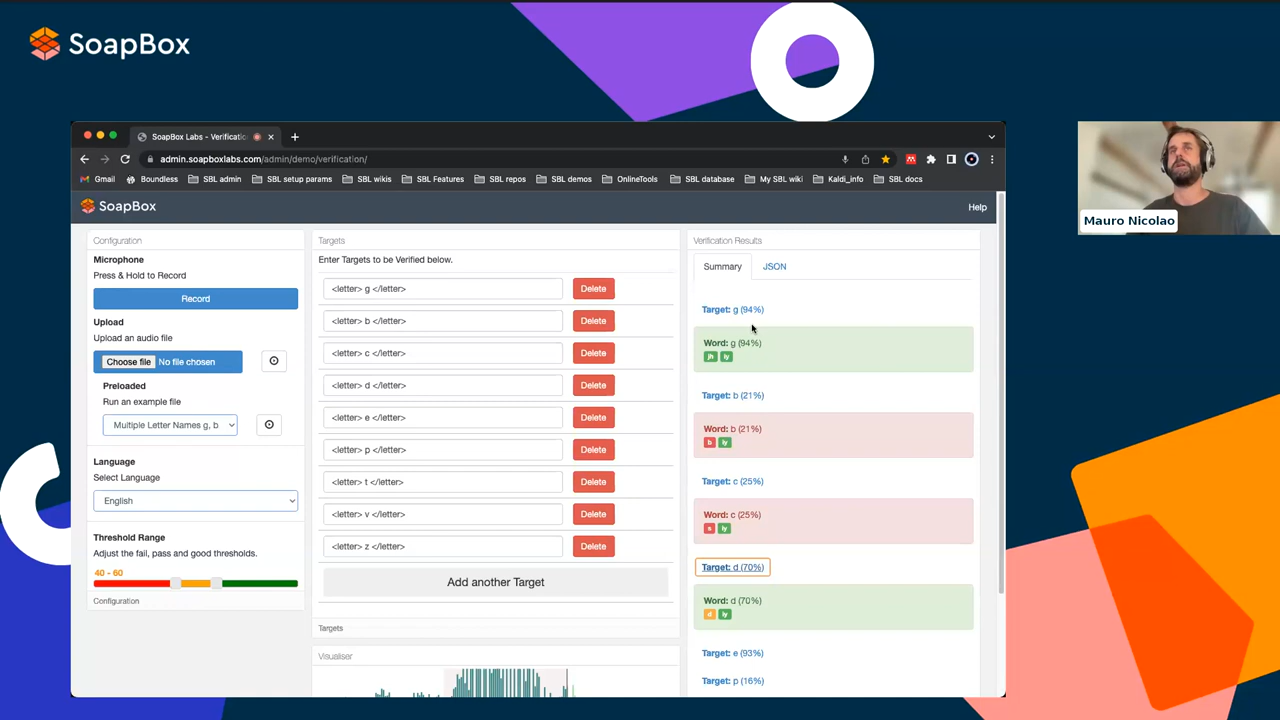 SoapBox
SoapBox Labs - Verificatio
admin.soapboxlabs.com/admin/demo/verification/
Gmail
Boundless
SBL admin
SBL setup params
SBL wikis
SBL Features
SBL repos
SBL demos
OnlineTools
SBL database
My SBL wiki
Kaldi_info
SBL docs
SoapBox
Help
Configuration
Microphone
Press & Hold to Record
Record
Upload
Upload an audio file
Choose file No file chosen
Preloaded
Run an example file
Multiple Letter Names g, b
Language
Select Language
English
Threshold Range
Adjust the fail, pass and good thresholds.
40 - 60
Configuration
Targets
Enter Targets to be Verified below.
<letter> g </letter> Delete
<letter> b </letter> Delete
<letter> c </letter> Delete
<letter> d </letter> Delete
<letter> e </letter> Delete
<letter> p </letter> Delete
<letter> t </letter> Delete
<letter> v </letter> Delete
<letter> z </letter> Delete
Add another Target
Targets
Visualiser
Verification Results
Summary JSON
Target: g (94%)
Word: g (94%)
jh iy
Target: b (21%)
Word: b (21%)
b iy
Target: c (25%)
Word: c (25%)
s iy
Target: d (70%)
Word: d (70%)
d iy
Target: e (93%)
Target: p (16%)
Mauro Nicolao